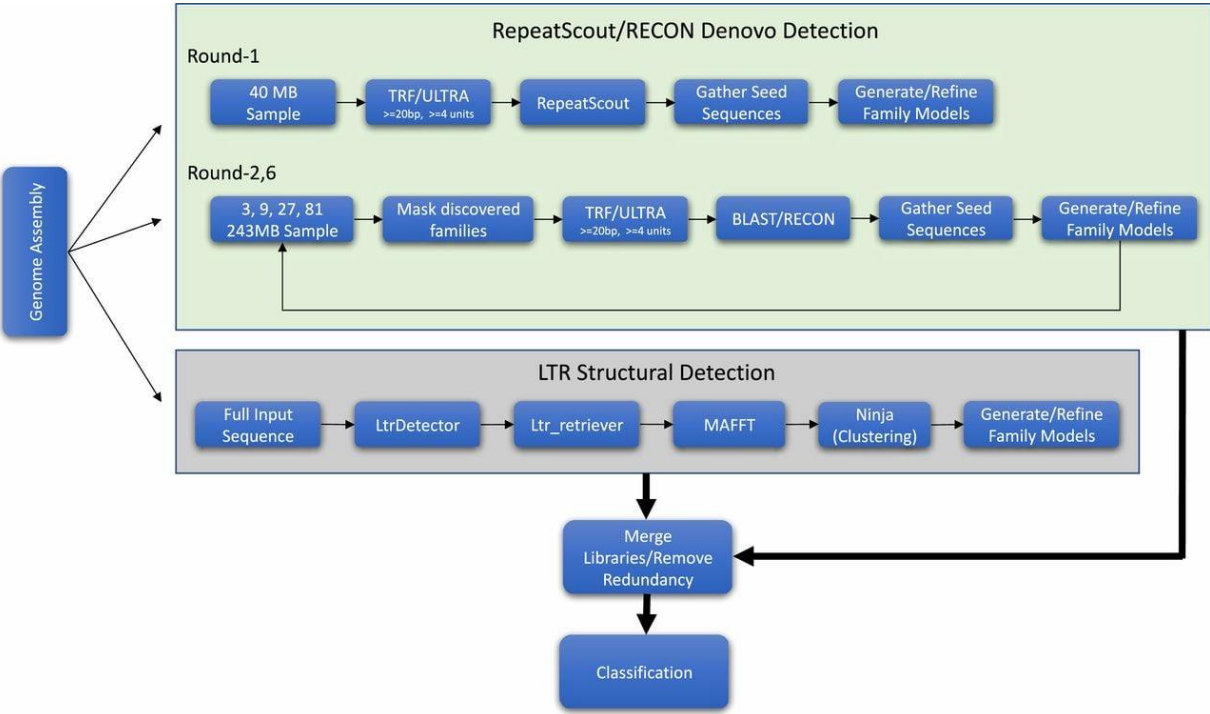 RepeatScout/RECON Denovo Detection
Round-1
40 MB
Sample
TRF/ULTRA
>=20bp, >=4 units
RepeatScout
Gather Seed
Sequences
Generate/Refine
Family Models
Genome Assembly
Round-2,6
3, 9, 27, 81
243MB Sample
Mask discovered
families
TRF/ULTRA
>=20bp, >=4 units
BLAST/RECON
Gather Seed
Sequences
Generate/Refine
Family Models
LTR Structural Detection
Full Input
Sequence
LtrDetector
Ltr_retriever
MAFFT
Ninja
(Clustering)
Generate/Refine
Family Models
Merge
Libraries/Remove
Redundancy
Classification